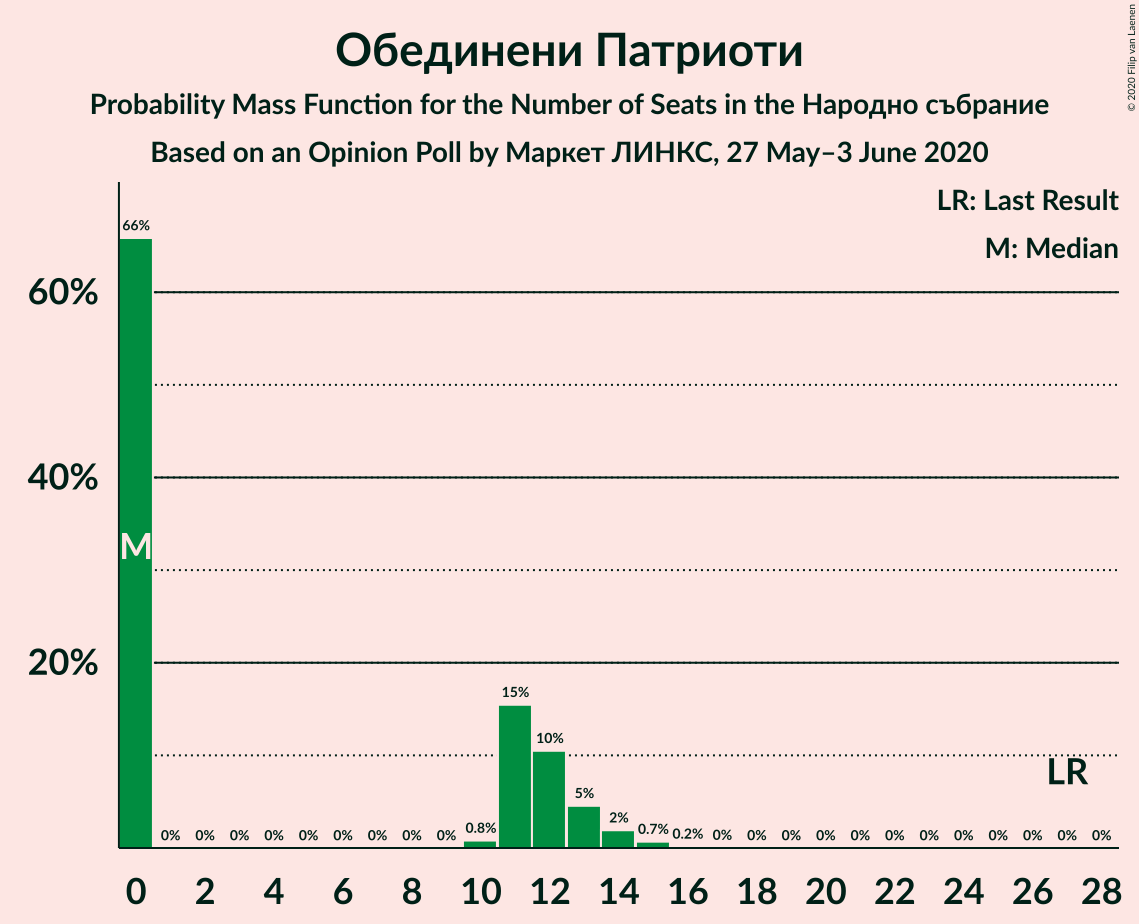 Обединени Патриоти
Probability Mass Function for the Number of Seats in the Народно събрание
Based on an Opinion Poll by Маркет ЛИНКС, 27 May–3 June 2020
© 2020 Filip van Laenen
LR: Last Result
M: Median
60%
40%
20%
66% 0% 0% 0% 0% 0% 0% 0% 0% 0% 0.8% 15% 10% 5% 2% 0.7% 0.2% 0% 0% 0% 0% 0% 0% 0% 0% 0% 0% 0% 0%
M
LR
0 2 4 6 8 10 12 14 16 18 20 22 24 26 28